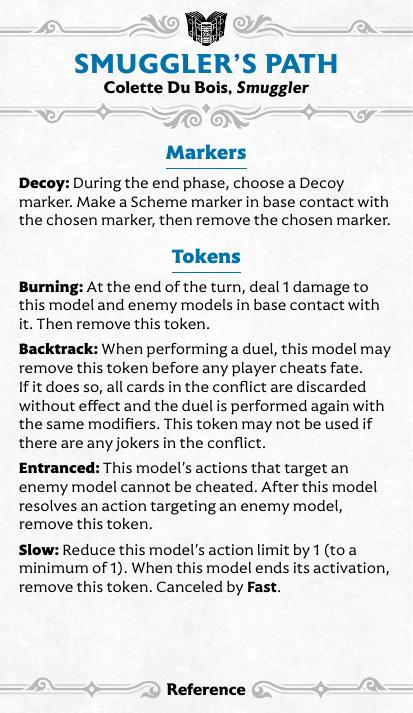 SMUGGLER'S PATH
Colette Du Bois, Smuggler
Markers
Decoy: During the end phase, choose a Decoy
marker. Make a Scheme marker in base contact with
the chosen marker, then remove the chosen marker.
Tokens
Burning: At the end of the turn, deal 1 damage to
this model and enemy models in base contact with
it. Then remove this token.
Backtrack: When performing a duel, this model may
remove this token before any player cheats fate.
If it does so, all cards in the conflict are discarded
without effect and the duel is performed again with
the same modifiers. This token may not be used if
there are any jokers in the conflict.
Entranced: This model's actions that target an
enemy model cannot be cheated. After this model
resolves an action targeting an enemy model,
remove this token.
Slow: Reduce this model's action limit by 1 (to a
minimum of 1). When this model ends its activation,
remove this token. Canceled by Fast.
Reference